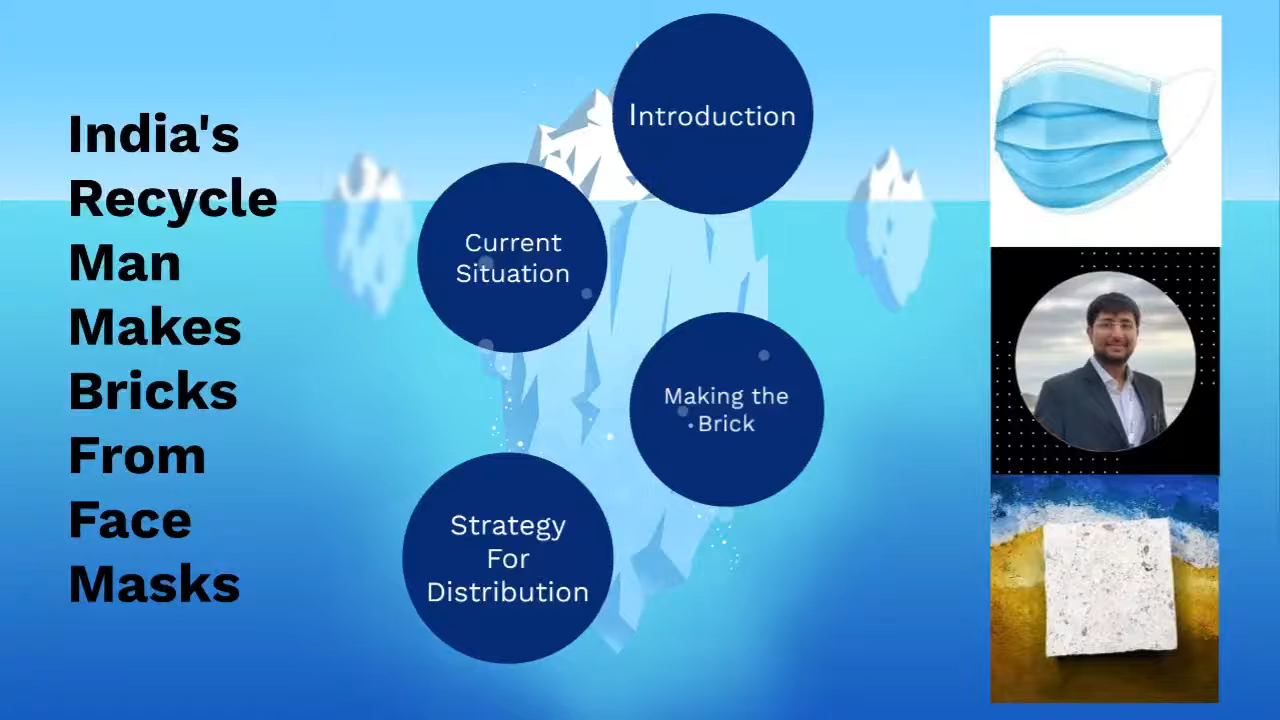 India's
Recycle
Man
Makes
Bricks
From
Face
Masks
Introduction
Current
Situation
Making the
Brick
Strategy
For
Distribution